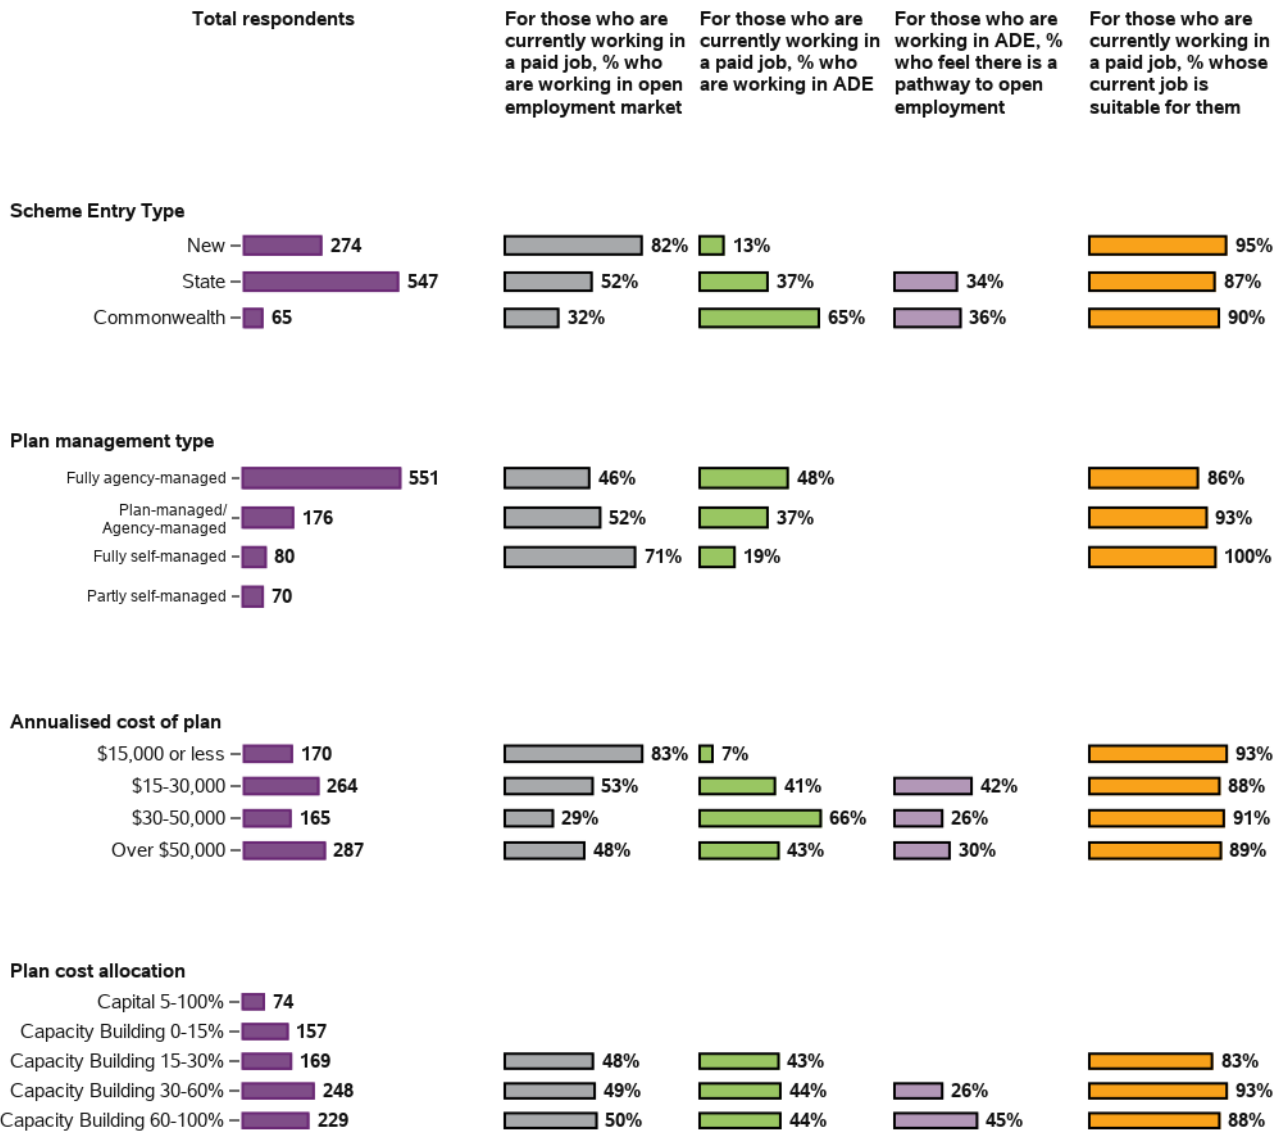 Total respondents
For those who are currently working in a paid job, % who are working in open employment market
For those who are currently working in a paid job, % who are working in ADE
For those who are working in ADE, % who feel there is a pathway to open employment
For those who are currently working in a paid job, % whose current job is suitable for them
Scheme Entry Type
New 274 82% 13% 95%
State 547 52% 37% 34% 87%
Commonwealth 65 32% 65% 36% 90%
Plan management type
Fully agency-managed 551 46% 48% 86%
Plan-managed/
Agency-managed 176 52% 37% 93%
Fully self-managed 80 71% 19% 100%
Partly self-managed 70
Annualised cost of plan
$15,000 or less 170 83% 7% 93%
$15-30,000 264 53% 41% 42% 88%
$30-50,000 165 29% 66% 26% 91%
Over $50,000 287 48% 43% 30% 89%
Plan cost allocation
Capital 5-100% 74
Capacity Building 0-15% 157
Capacity Building 15-30% 169 48% 43% 83%
Capacity Building 30-60% 248 49% 44% 26% 93%
Capacity Building 60-100% 229 50% 44% 45% 88%